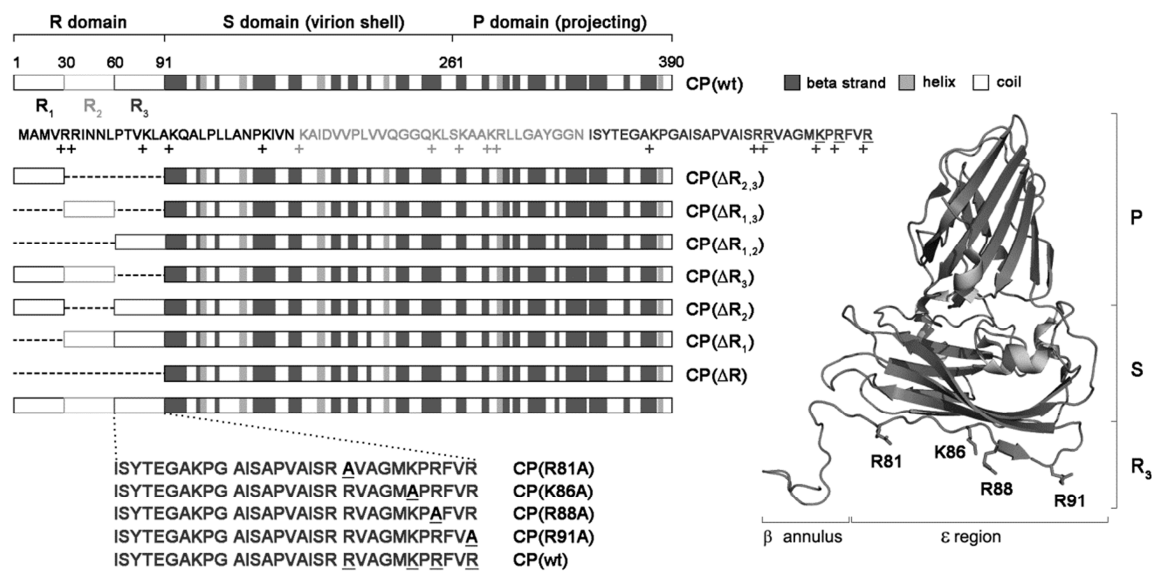 R domain S domain (virion shell) P domain (projecting)
1 30 60 91 261 390
CP(wt)
beta strand helix coil
R1 R2 R3
MAMVRRINNLPTVKLAKQALPLLANPKIVN KAIDVVPLVVQGGQKLSKAAKRLLGAYGGN ISYTEGAKPGAISAPVAISRRVAGMKPRFVR
++ + + + + + + ++ + ++ + + +
CP(ΔR2,3)
CP(ΔR1,3)
CP(ΔR1,2)
CP(ΔR3)
CP(ΔR2)
CP(ΔR1)
CP(ΔR)
ISYTEGAKPG AISAPVAISR AVAGMKPRFVR CP(R81A)
ISYTEGAKPG AISAPVAISR RVAGMAPRFVR CP(K86A)
ISYTEGAKPG AISAPVAISR RVAGMKPAFVR CP(R88A)
ISYTEGAKPG AISAPVAISR RVAGMKPRFVA CP(R91A)
ISYTEGAKPG AISAPVAISR RVAGMKPRFVR CP(wt)
P
S
R3
R81 K86 R88 R91
β annulus ε region